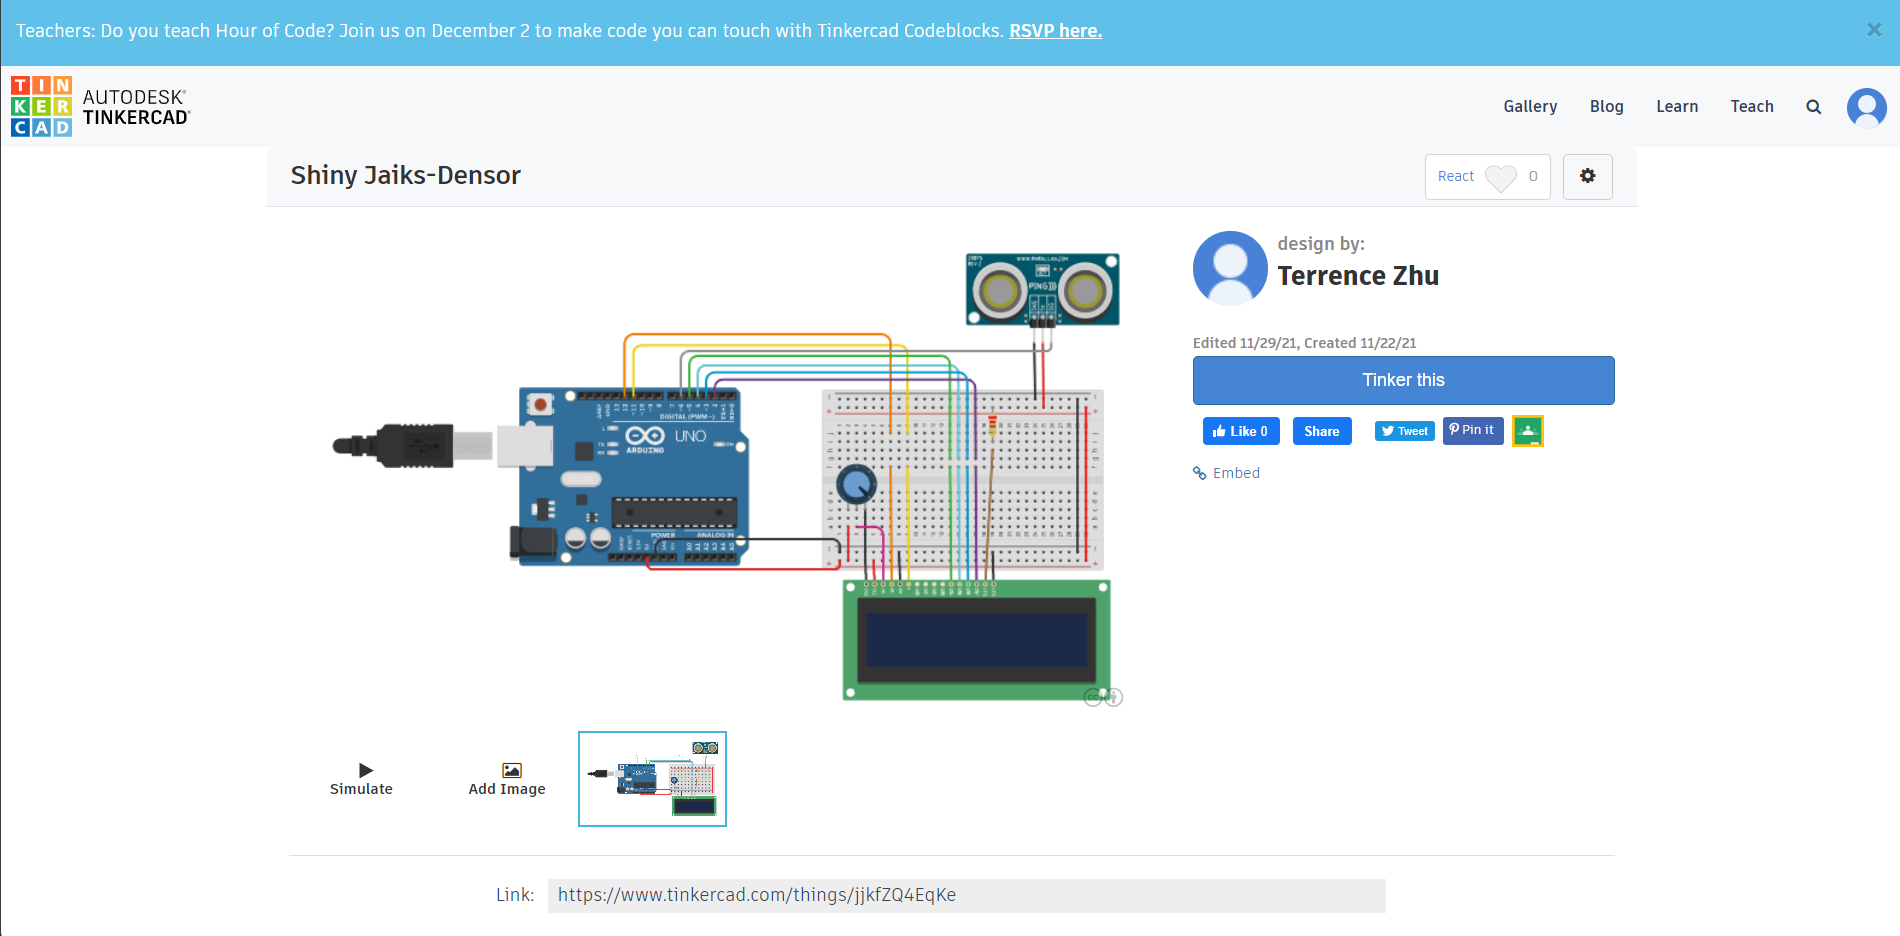 Teachers: Do you teach Hour of Code? Join us on December 2 to make code you can touch with Tinkercad Codeblocks. RSVP here. ×
TIN
KER
CAD
AUTODESK®
TINKERCAD®
Gallery Blog Learn Teach
Shiny Jaiks-Densor
React 0
design by:
Terrence Zhu
PING)))
Edited 11/29/21, Created 11/22/21
Tinker this
DIGITAL (PWM~)
UNO
ARDUINO
Like 0 Share Tweet Pin it
Embed
POWER ANALOG IN
Simulate
Add Image
Link: https://www.tinkercad.com/things/jjkfZQ4EqKe